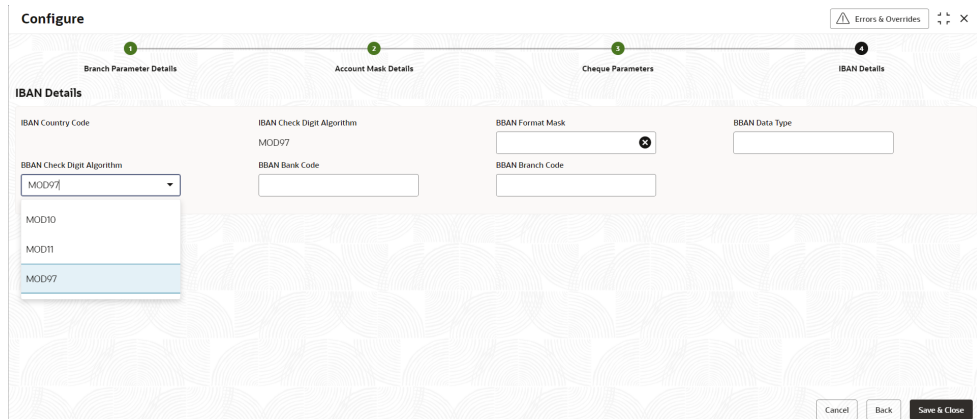 Configure
Errors & Overrides
1 2 3 4
Branch Parameter Details Account Mask Details Cheque Parameters IBAN Details
IBAN Details
IBAN Country Code IBAN Check Digit Algorithm BBAN Format Mask BBAN Data Type
MOD97
BBAN Check Digit Algorithm BBAN Bank Code BBAN Branch Code
MOD97
MOD10
MOD11
MOD97
Cancel Back Save & Close